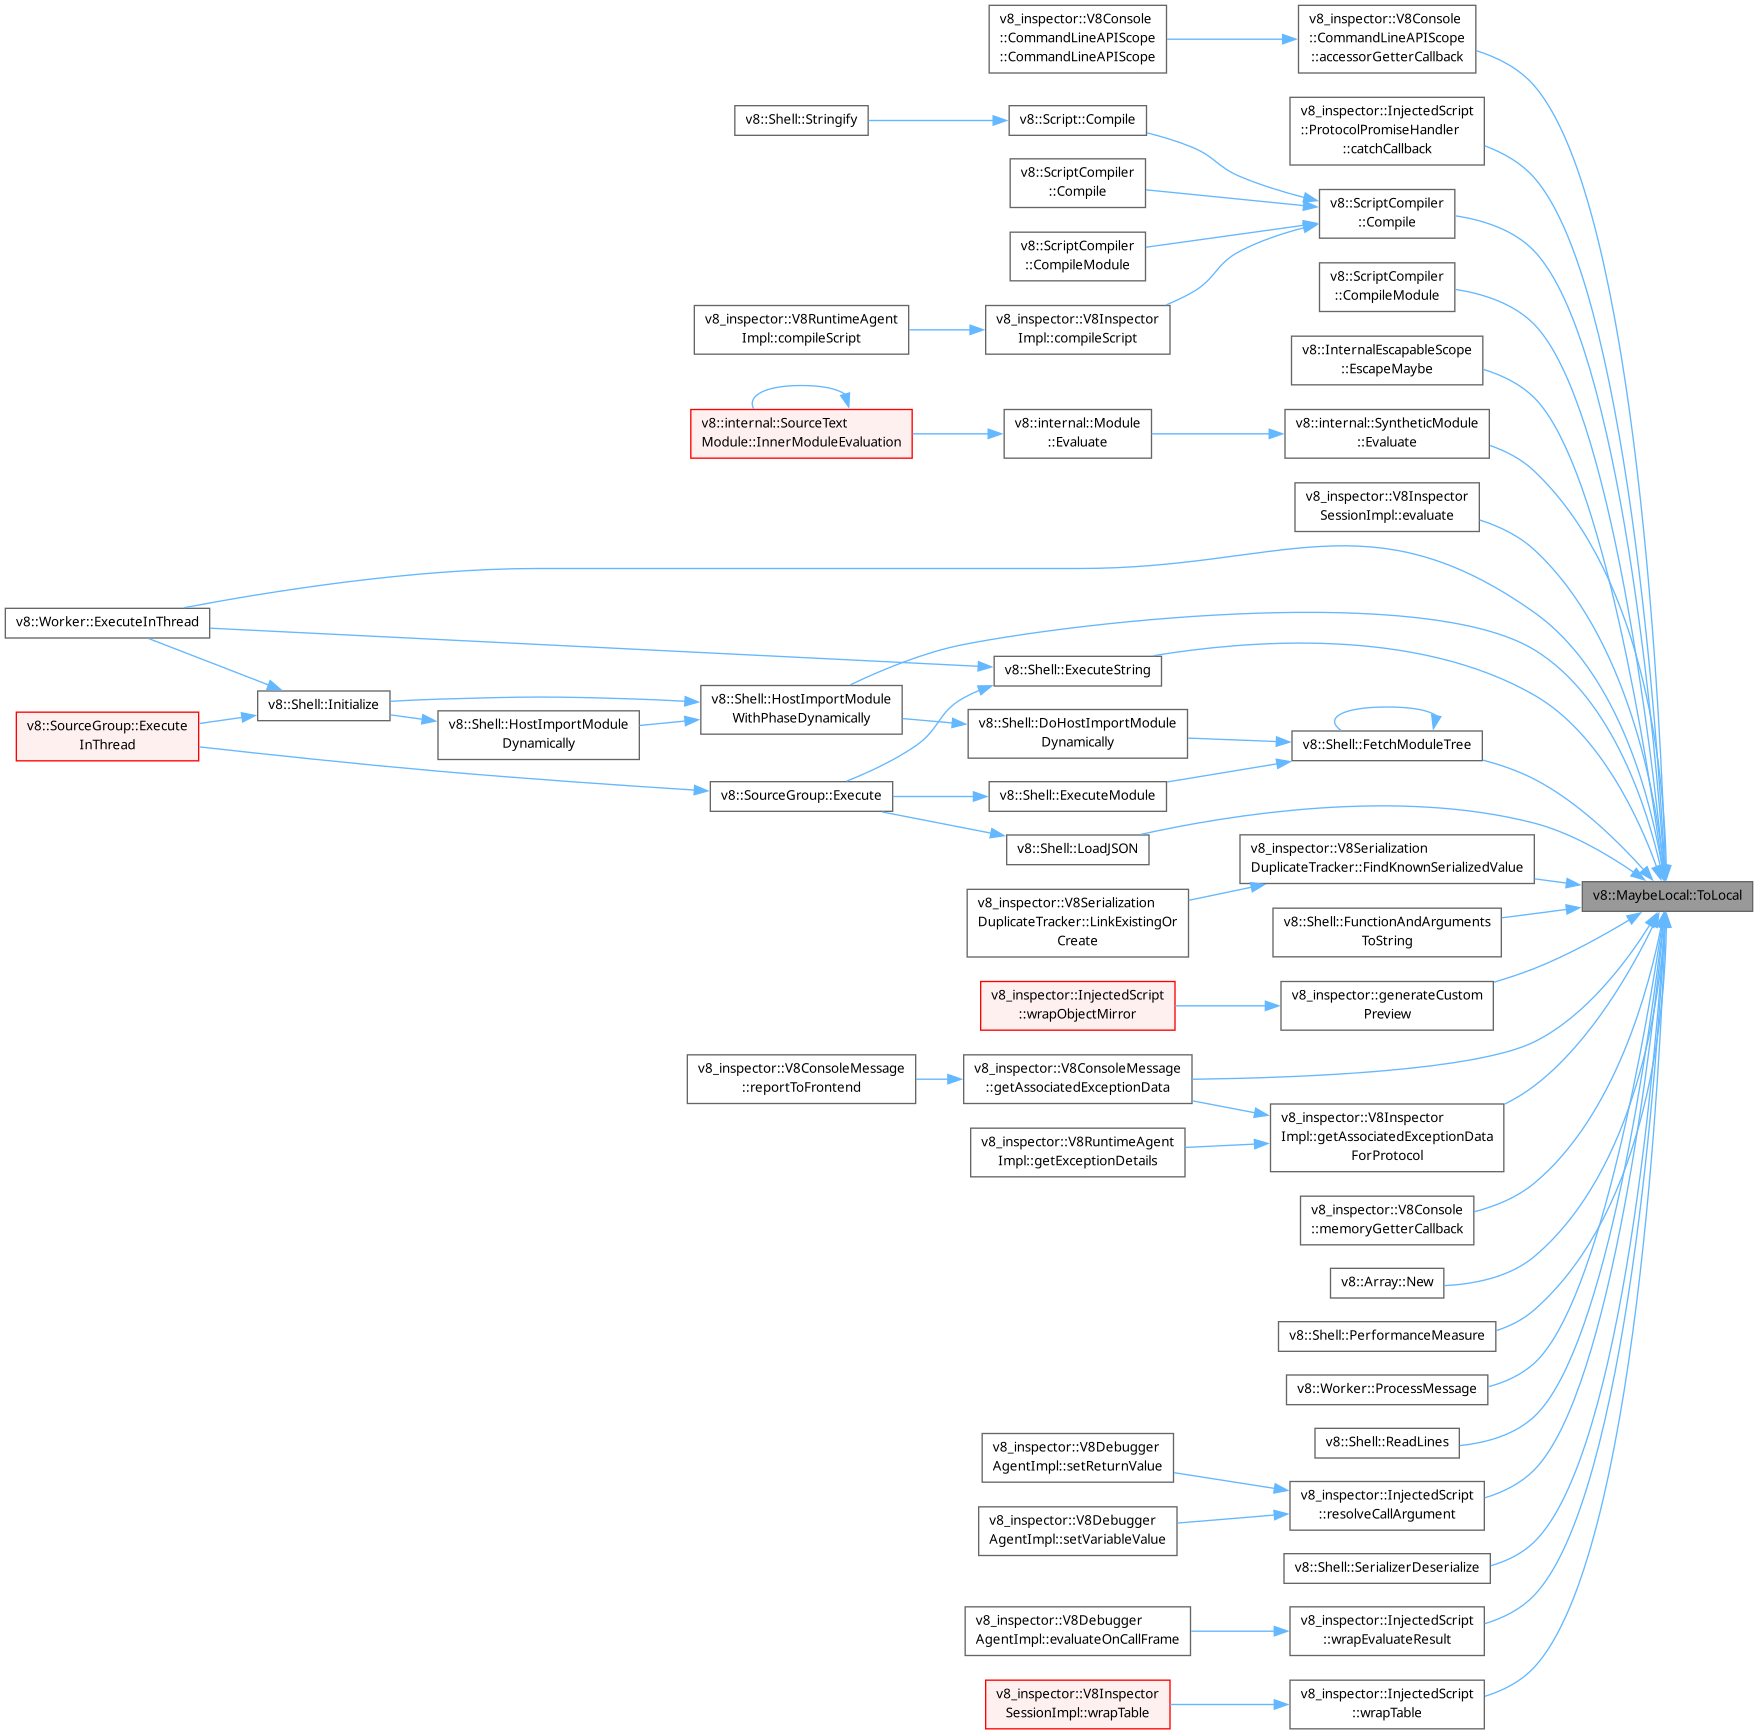 v8_inspector::V8Console
::CommandLineAPIScope
::CommandLineAPIScope
v8_inspector::V8Console
::CommandLineAPIScope
::accessorGetterCallback
v8_inspector::InjectedScript
::ProtocolPromiseHandler
::catchCallback
v8::Shell::Stringify
v8::Script::Compile
v8::ScriptCompiler
::Compile
v8::ScriptCompiler
::Compile
v8::ScriptCompiler
::CompileModule
v8::ScriptCompiler
::CompileModule
v8_inspector::V8RuntimeAgent
Impl::compileScript
v8_inspector::V8Inspector
Impl::compileScript
v8::InternalEscapableScope
::EscapeMaybe
v8::internal::SourceText
Module::InnerModuleEvaluation
v8::internal::Module
::Evaluate
v8::internal::SyntheticModule
::Evaluate
v8_inspector::V8Inspector
SessionImpl::evaluate
v8::Worker::ExecuteInThread
v8::Shell::ExecuteString
v8::Shell::Initialize
v8::Shell::HostImportModule
WithPhaseDynamically
v8::SourceGroup::Execute
InThread
v8::Shell::HostImportModule
Dynamically
v8::Shell::DoHostImportModule
Dynamically
v8::Shell::FetchModuleTree
v8::SourceGroup::Execute
v8::Shell::ExecuteModule
v8::Shell::LoadJSON
v8_inspector::V8Serialization
DuplicateTracker::FindKnownSerializedValue
v8::MaybeLocal::ToLocal
v8_inspector::V8Serialization
DuplicateTracker::LinkExistingOr
Create
v8::Shell::FunctionAndArguments
ToString
v8_inspector::InjectedScript
::wrapObjectMirror
v8_inspector::generateCustom
Preview
v8_inspector::V8ConsoleMessage
::reportToFrontend
v8_inspector::V8ConsoleMessage
::getAssociatedExceptionData
v8_inspector::V8Inspector
Impl::getAssociatedExceptionData
ForProtocol
v8_inspector::V8RuntimeAgent
Impl::getExceptionDetails
v8_inspector::V8Console
::memoryGetterCallback
v8::Array::New
v8::Shell::PerformanceMeasure
v8::Worker::ProcessMessage
v8::Shell::ReadLines
v8_inspector::V8Debugger
AgentImpl::setReturnValue
v8_inspector::InjectedScript
::resolveCallArgument
v8_inspector::V8Debugger
AgentImpl::setVariableValue
v8::Shell::SerializerDeserialize
v8_inspector::V8Debugger
AgentImpl::evaluateOnCallFrame
v8_inspector::InjectedScript
::wrapEvaluateResult
v8_inspector::V8Inspector
SessionImpl::wrapTable
v8_inspector::InjectedScript
::wrapTable